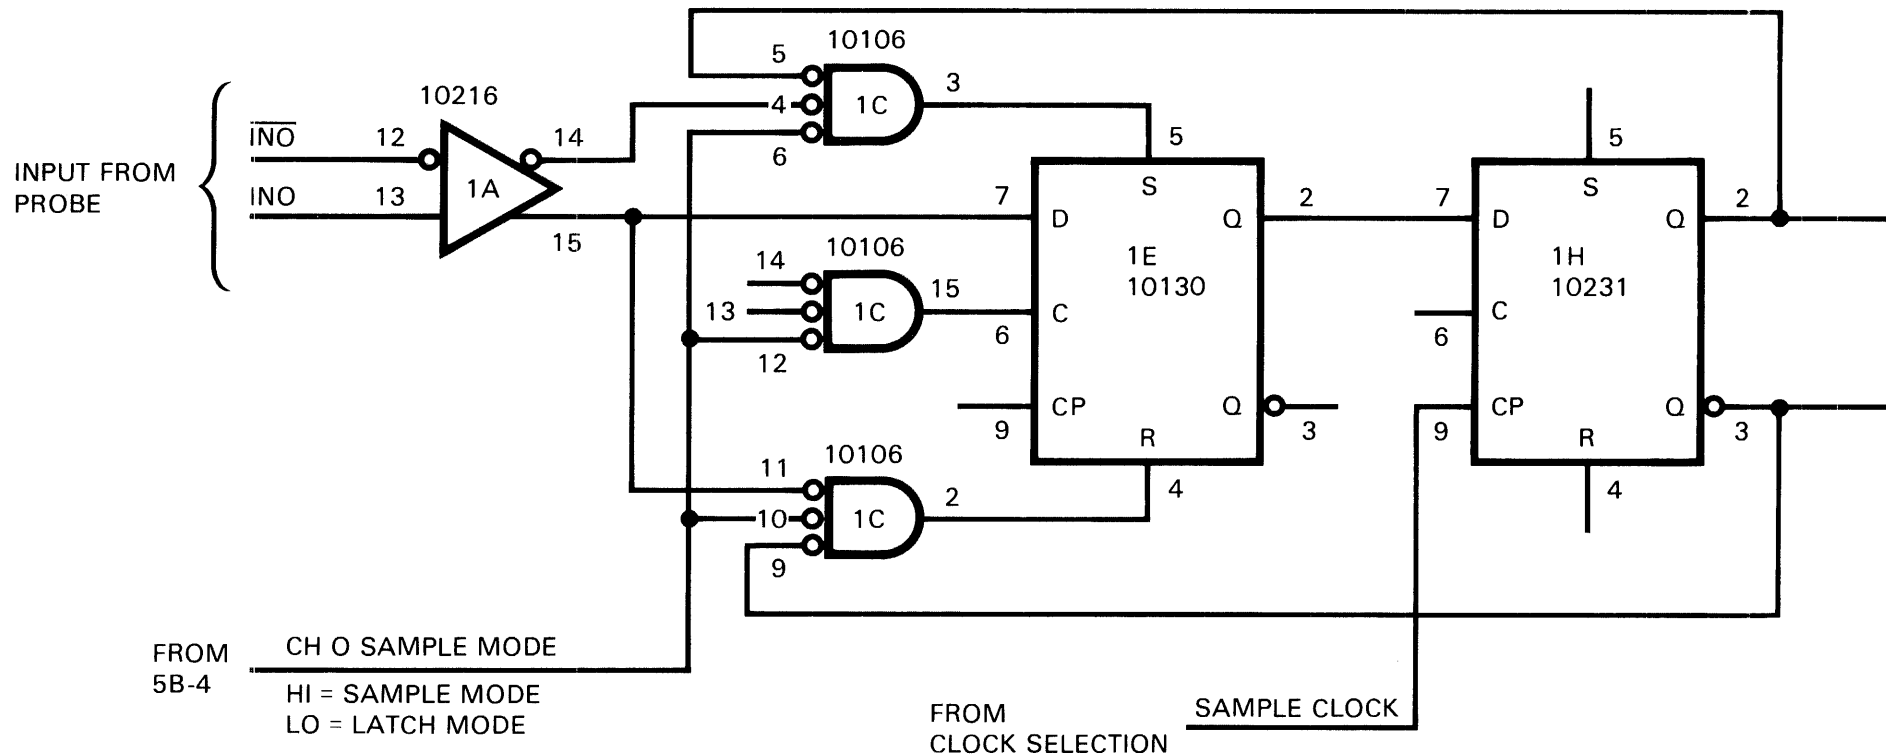 10106
5
3
10216
4
1C
INO
12
14
6
5
5
INPUT FROM
PROBE
1A
S
S
INO
13
7
2
7
2
15
D
Q
D
Q
10106
14
1E
10130
1H
10231
13
1C
15
C
C
6
6
12
CP
Q
CP
Q
9
3
9
3
R
R
10106
11
2
4
4
10
1C
9
FROM
5B-4
CH O SAMPLE MODE
HI = SAMPLE MODE
LO = LATCH MODE
FROM
CLOCK SELECTION
SAMPLE CLOCK